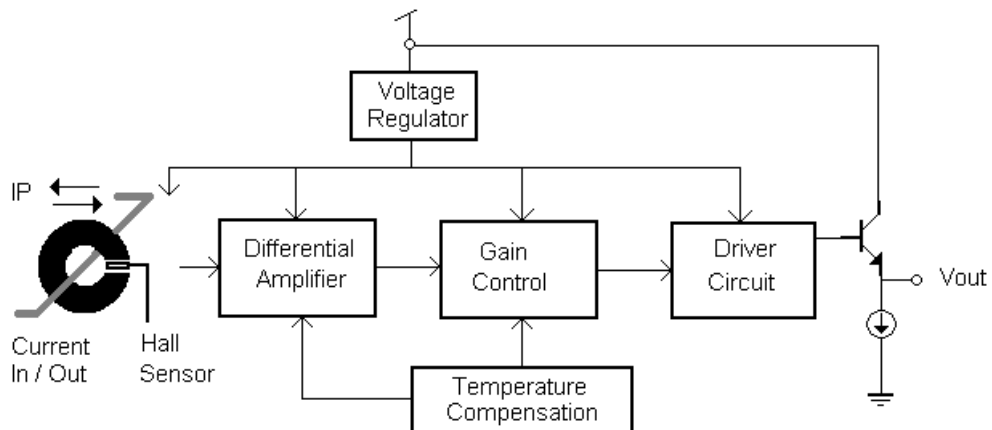 Voltage
Regulator
IP
Differential
Amplifier
Gain
Control
Driver
Circuit
Vout
Current
In / Out
Hall
Sensor
Temperature
Compensation